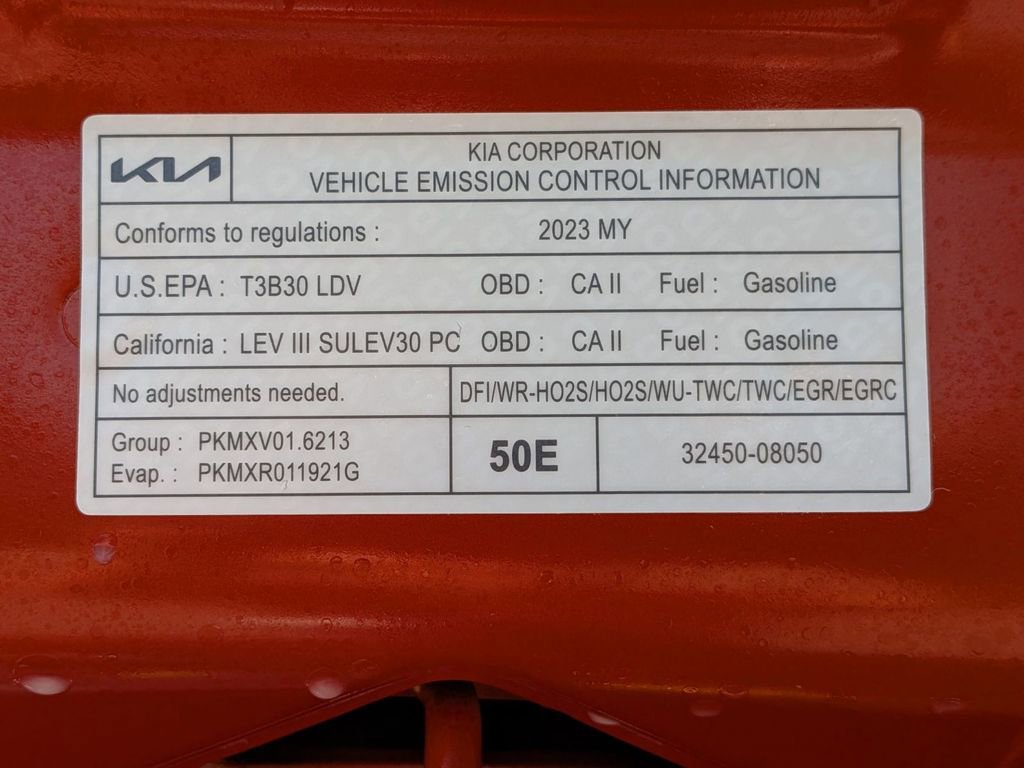 KIA
KIA CORPORATION
VEHICLE EMISSION CONTROL INFORMATION
Conforms to regulations : 2023 MY
U.S.EPA : T3B30 LDV OBD : CA II Fuel : Gasoline
California : LEV III SULEV30 PC OBD : CA II Fuel : Gasoline
No adjustments needed. DFI/WR-HO2S/HO2S/WU-TWC/TWC/EGR/EGRC
Group : PKMXV01.6213
Evap. : PKMXR011921G
50E
32450-08050